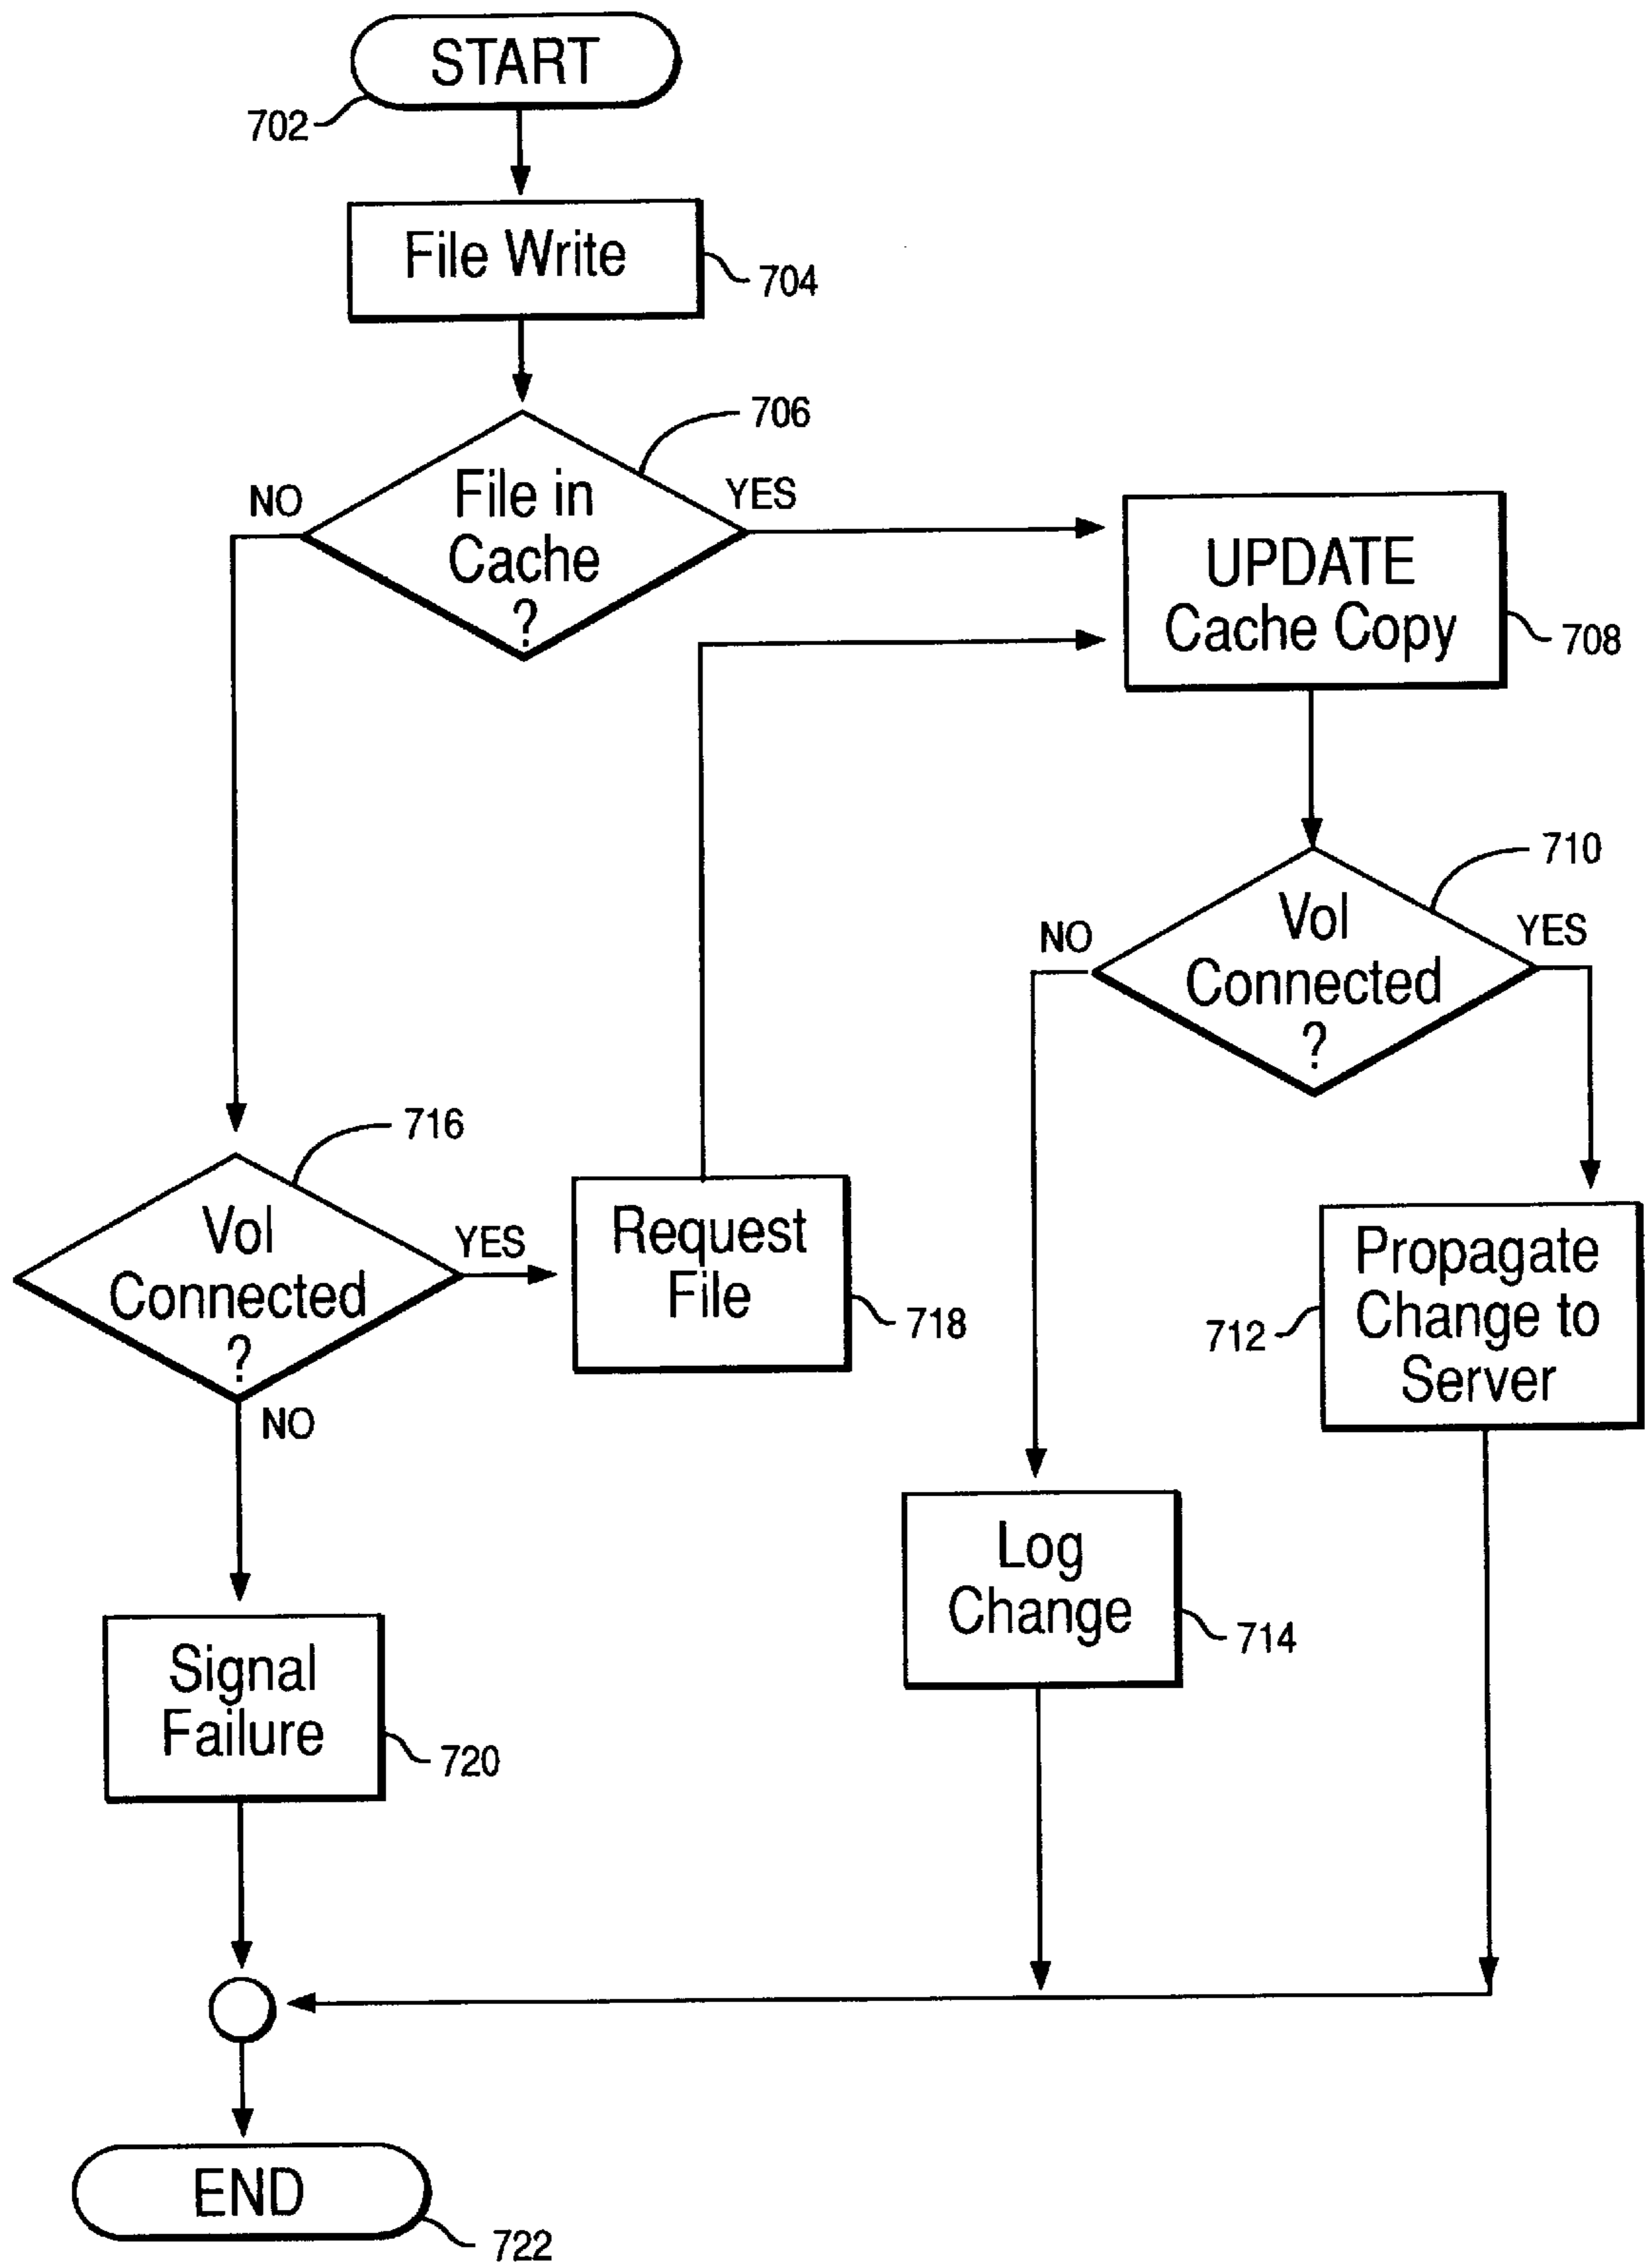 START
702
File Write
704
706
File in
Cache
?
NO
YES
UPDATE
Cache Copy
708
710
Vol
Connected
?
NO
YES
716
Vol
Connected
?
YES
NO
Request
File
718
Propagate
Change to
Server
712
Log
Change
714
Signal
Failure
720
END
722